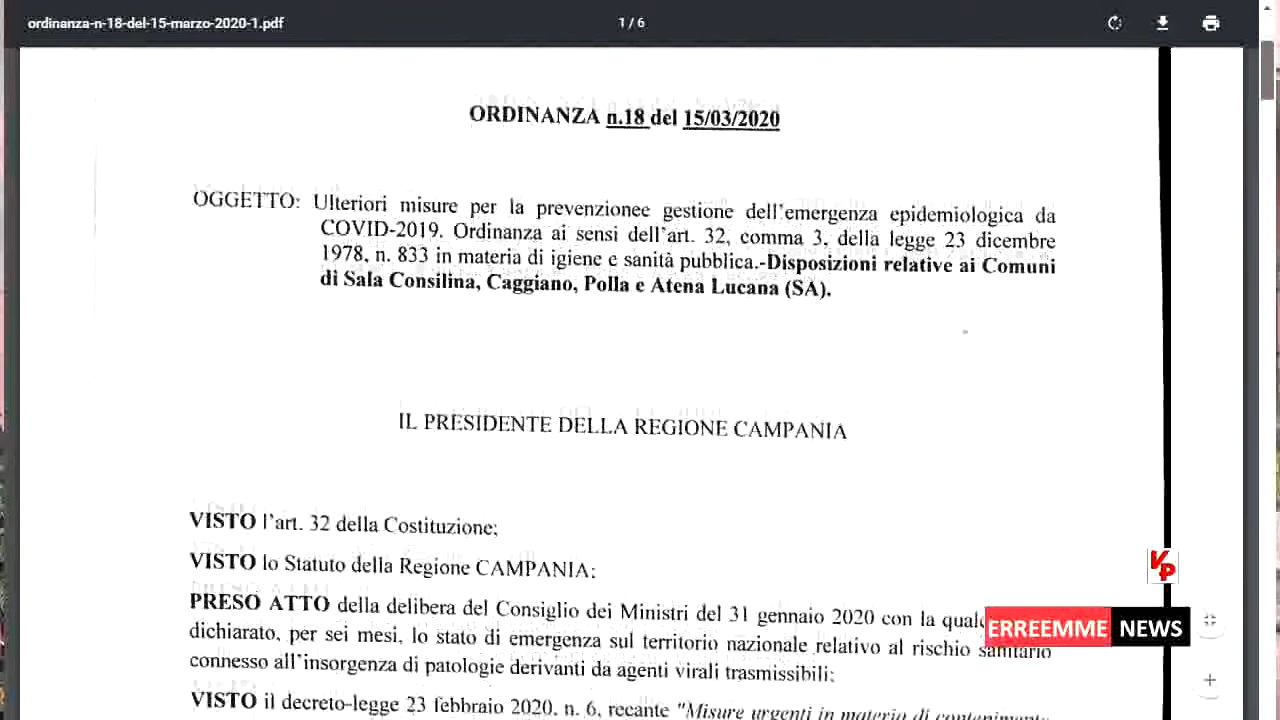 ordinanza-n-18-del-15-marzo-2020-1.pdf
1 / 6
ORDINANZA n.18 del 15/03/2020
OGGETTO: Ulteriori misure per la prevenzionee gestione dell'emergenza epidemiologica da
COVID-2019. Ordinanza ai sensi dell'art. 32, comma 3, della legge 23 dicembre
1978, n. 833 in materia di igiene e sanità pubblica.-Disposizioni relative ai Comuni
di Sala Consilina, Caggiano, Polla e Atena Lucana (SA).
IL PRESIDENTE DELLA REGIONE CAMPANIA
VISTO l'art. 32 della Costituzione;
VISTO lo Statuto della Regione CAMPANIA;
PRESO ATTO della delibera del Consiglio dei Ministri del 31 gennaio 2020 con la
dichiarato, per sei mesi, lo stato di emergenza sul territorio nazionale relativo al rischio sanitario
connesso all'insorgenza di patologie derivanti da agenti virali trasmissibili;
VISTO il decreto-legge 23 febbraio 2020, n. 6, recante "Misure urgenti in materia di
VP
ERREEMME NEWS